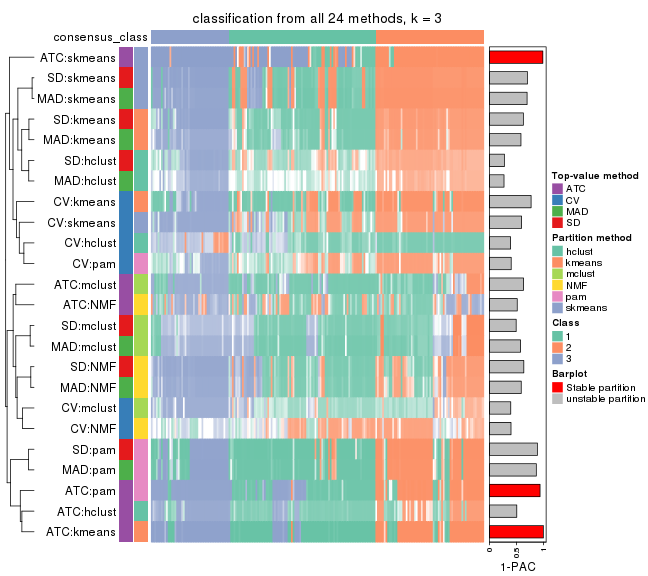 classification from all 24 methods, k = 3
consensus_class
ATC:skmeans
SD:skmeans
MAD:skmeans
SD:kmeans
MAD:kmeans
SD:hclust
MAD:hclust
CV:kmeans
CV:skmeans
CV:hclust
CV:pam
ATC:mclust
ATC:NMF
SD:mclust
MAD:mclust
SD:NMF
MAD:NMF
CV:mclust
CV:NMF
SD:pam
MAD:pam
ATC:pam
ATC:hclust
ATC:kmeans
0
0.5
1
1-PAC
Top-value method
ATC
CV
MAD
SD
Partition method
hclust
kmeans
mclust
NMF
pam
skmeans
Class
1
2
3
Barplot
Stable partition
unstable partition